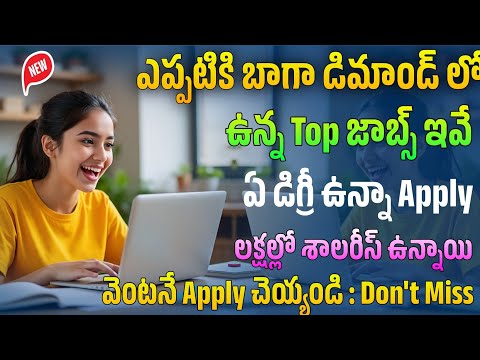 NEW
ఎప్పటికి బాగా డిమాండ్ లో
ఉన్న Top జాబ్స్ ఇవే
ఏ డిగ్రీ ఉన్నా Apply
లక్షల్లో శాలరీస్ ఉన్నాయి
వెంటనే Apply చెయ్యండి : Don't Miss